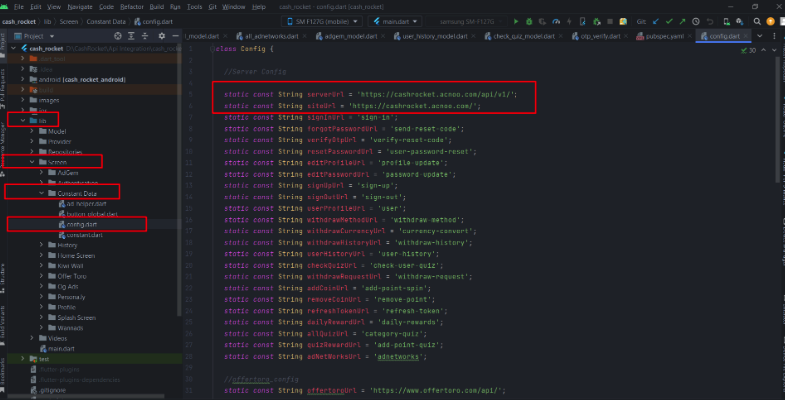 File Edit View Navigate Code Refactor Build Run Tools Git Window Help cash_rocket
cash_rocket lib Screen Constant Data config.dart
SM F127G (mobile) main.dart samsung SM-F127G Git:
Project
l_model.dart all_adnetworks.dart adgem_model.dart user_history_model.dart check_quiz_model.dart otp_verify.dart pubspec.yaml config.dart
cash_rocket
android [cash_rocket_android]
images
lib
Model
Provider
Repositories
Screen
AdGem
Authentication
Constant Data
ad_helper.dart
button_global.dart
config.dart
constant.dart
History
Home Screen
Kiwi Wall
Offer Toro
Og Ads
Personally
Profile
Splash Screen
Wannads
Videos
main.dart
test
.flutter-plugins
.flutter-plugins-dependencies
.gitignore
30
class Config {
//Server Config
static const String serverUrl = 'https://cashrocket.acnoo.com/api/v1/';
static const String siteUrl = 'https://cashrocket.acnoo.com/';
static const String signInUrl = 'sign-in';
static const String forgotPasswordUrl = 'send-reset-code';
static const String verifyOtpUrl = 'verify-reset-code';
static const String resetPasswordUrl = 'user-password-reset';
static const String editProfileUrl = 'profile-update';
static const String editPasswordUrl = 'password-update';
static const String signUpUrl = 'sign-up';
static const String signOutUrl = 'sign-out';
static const String userProfileUrl = 'user';
static const String withdrawMethodUrl = 'withdraw-method';
static const String withdrawCurrencyUrl = 'currency-convert';
static const String withdrawHistoryUrl = 'withdraw-history';
static const String userHistoryUrl = 'user-history';
static const String checkQuizUrl = 'check-user-quiz';
static const String withdrawRequestUrl = 'withdraw-request';
static const String addCoinUrl = 'add-point-spin';
static const String removeCoinUrl = 'remove-point';
static const String refreshTokenUrl = 'refresh-token';
static const String dailyRewardUrl = 'daily-rewards';
static const String allQuizUrl = 'category-quiz';
static const String quizRewardUrl = 'add-point-quiz';
static const String adNetWorksUrl = 'adnetworks';
//offertoro_config
static const String offertoroUrl = 'https://www.offertoro.com/api/';